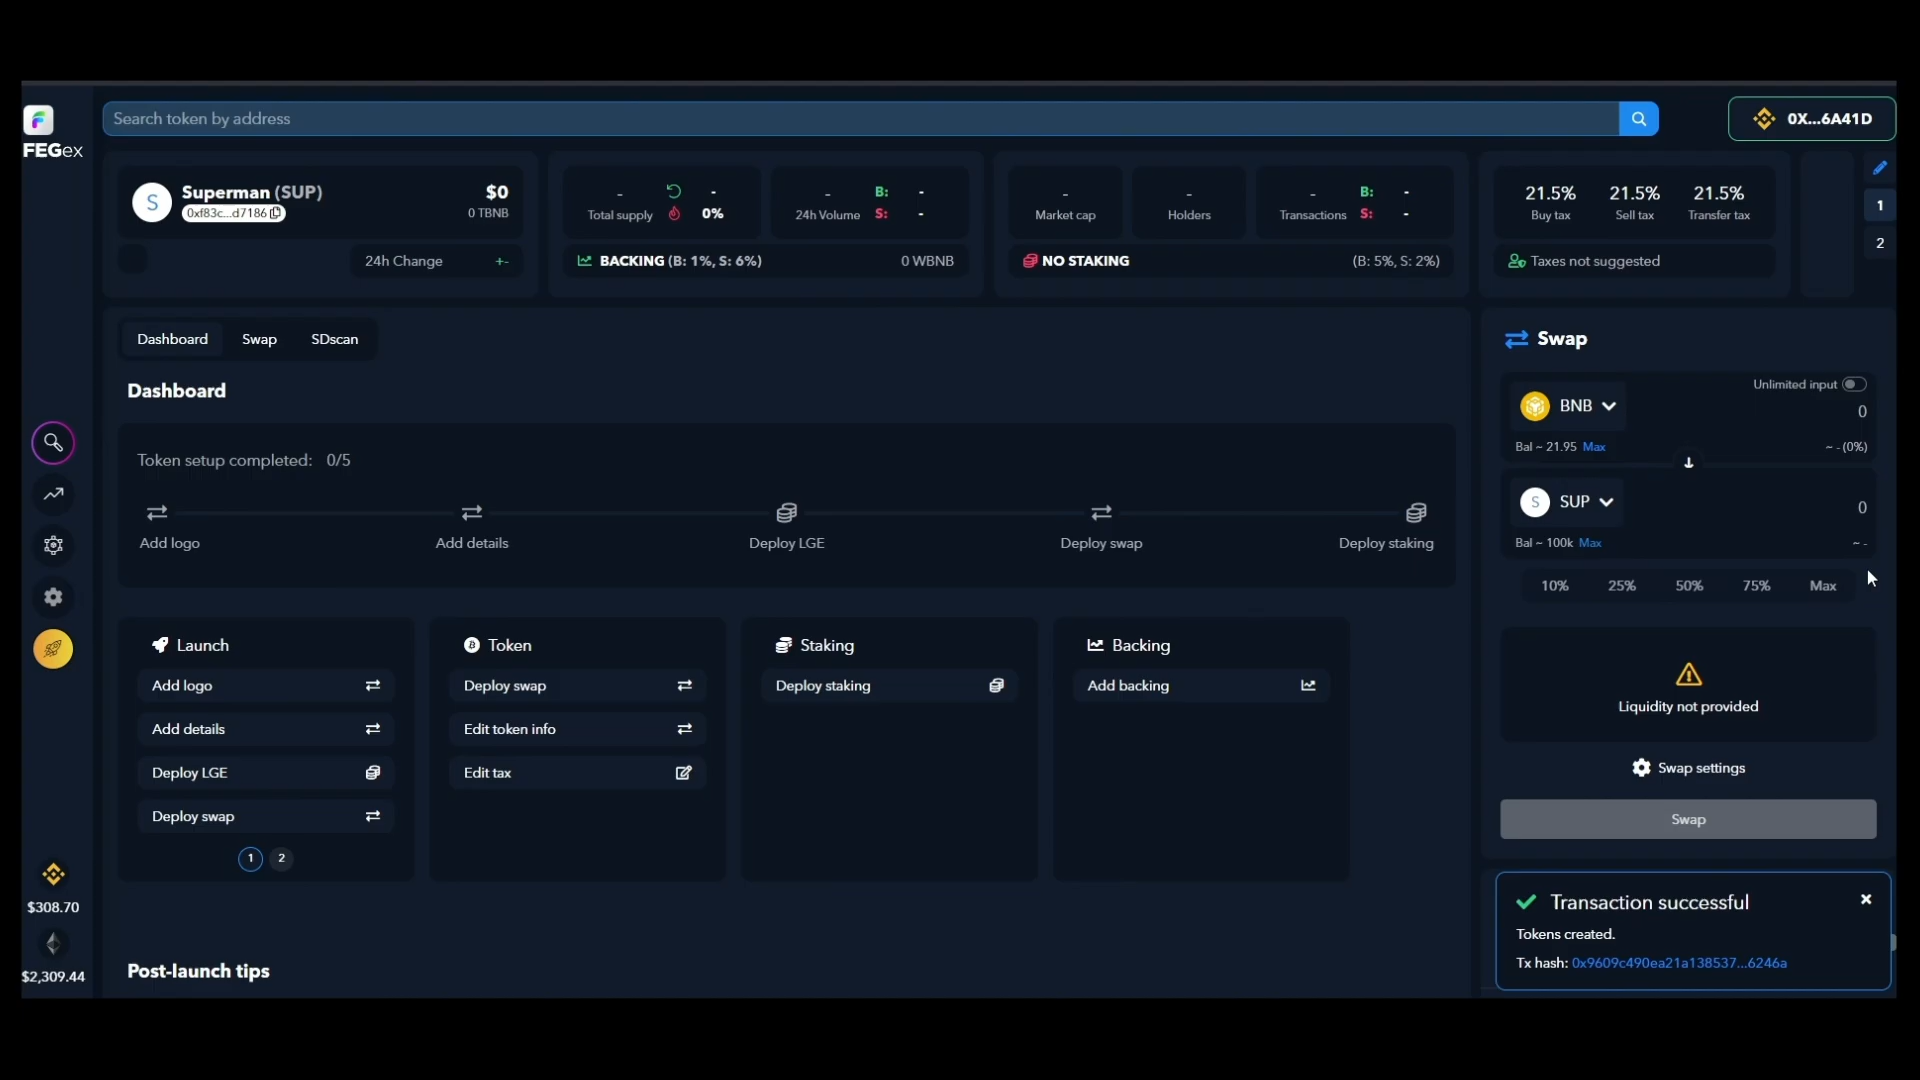 FEGex
Search token by address
0X...6A41D
S
Superman (SUP)
0xf83c...d7186
$0
0 TBNB
24h Change
+-
-
Total supply
-
0%
-
24h Volume
B: -
S: -
BACKING (B: 1%, S: 6%)
0 WBNB
-
Market cap
-
Holders
-
Transactions
B: -
S: -
NO STAKING
(B: 5%, S: 2%)
21.5%
Buy tax
21.5%
Sell tax
21.5%
Transfer tax
Taxes not suggested
1
2
Dashboard
Swap
SDscan
Dashboard
Token setup completed: 0/5
Add logo
Add details
Deploy LGE
Deploy swap
Deploy staking
Launch
Add logo
Add details
Deploy LGE
Deploy swap
1
2
Token
Deploy swap
Edit token info
Edit tax
Staking
Deploy staking
Backing
Add backing
Post-launch tips
$308.70
$2,309.44
Swap
Unlimited input
BNB
0
Bal ~ 21.95 Max
~ - (0%)
S
SUP
0
Bal ~ 100k Max
~ -
10%
25%
50%
75%
Max
Liquidity not provided
Swap settings
Swap
Transaction successful
Tokens created.
Tx hash: 0x9609c490ea21a138537...6246a